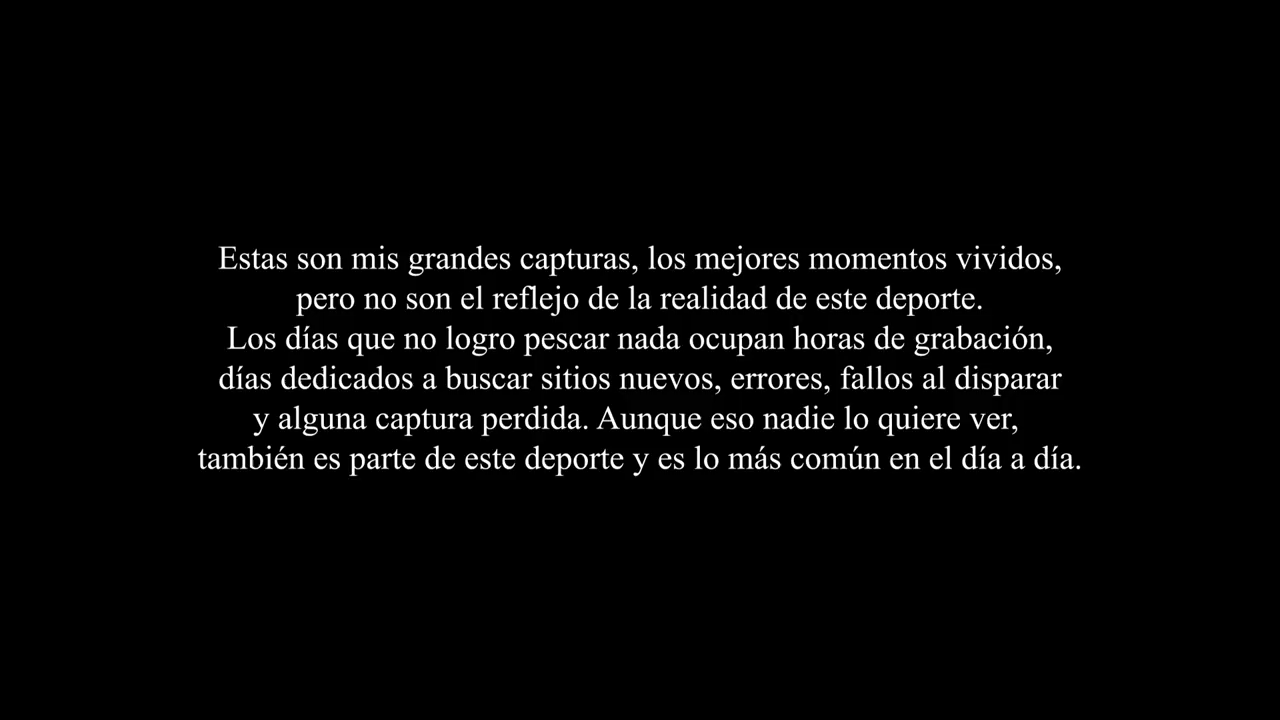 Estas son mis grandes capturas, los mejores momentos vividos,
pero no son el reflejo de la realidad de este deporte.
Los días que no logro pescar nada ocupan horas de grabación,
días dedicados a buscar sitios nuevos, errores, fallos al disparar
y alguna captura perdida. Aunque eso nadie lo quiere ver,
también es parte de este deporte y es lo más común en el día a día.